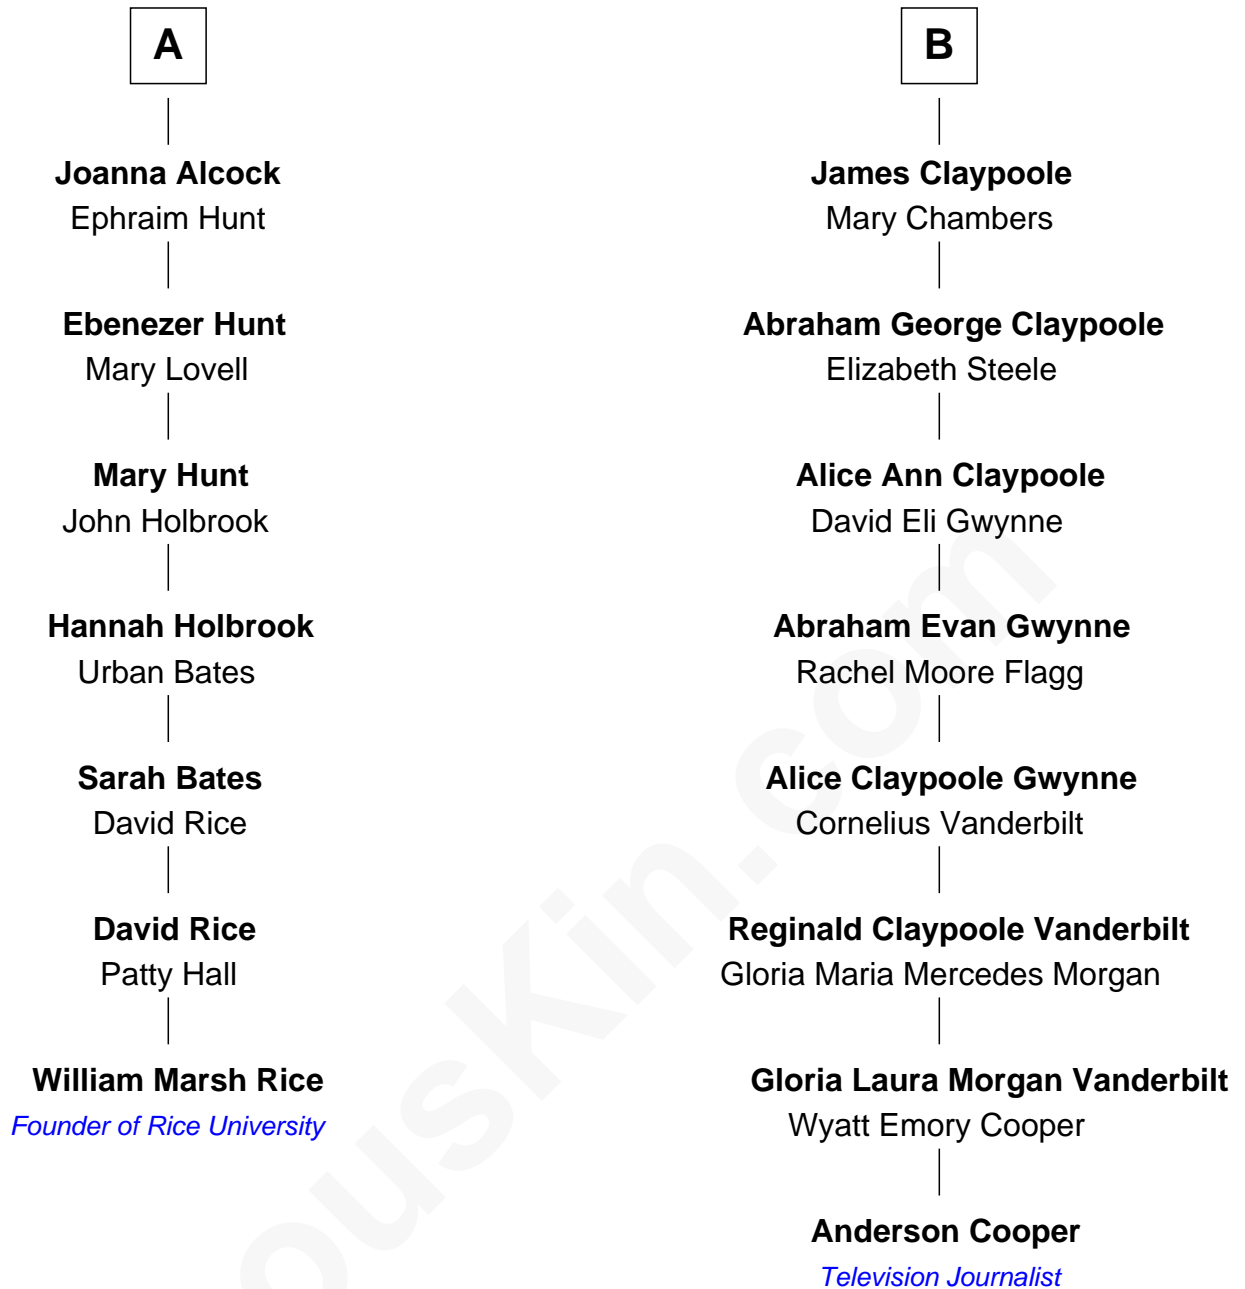 A
Joanna Alcock
Ephraim Hunt
Ebenezer Hunt
Mary Lovell
Mary Hunt
John Holbrook
Hannah Holbrook
Urban Bates
Sarah Bates
David Rice
David Rice
Patty Hall
William Marsh Rice
Founder of Rice University
B
James Claypoole
Mary Chambers
Abraham George Claypoole
Elizabeth Steele
Alice Ann Claypoole
David Eli Gwynne
Abraham Evan Gwynne
Rachel Moore Flagg
Alice Claypoole Gwynne
Cornelius Vanderbilt
Reginald Claypoole Vanderbilt
Gloria Maria Mercedes Morgan
Gloria Laura Morgan Vanderbilt
Wyatt Emory Cooper
Anderson Cooper
Television Journalist
ousKin.com